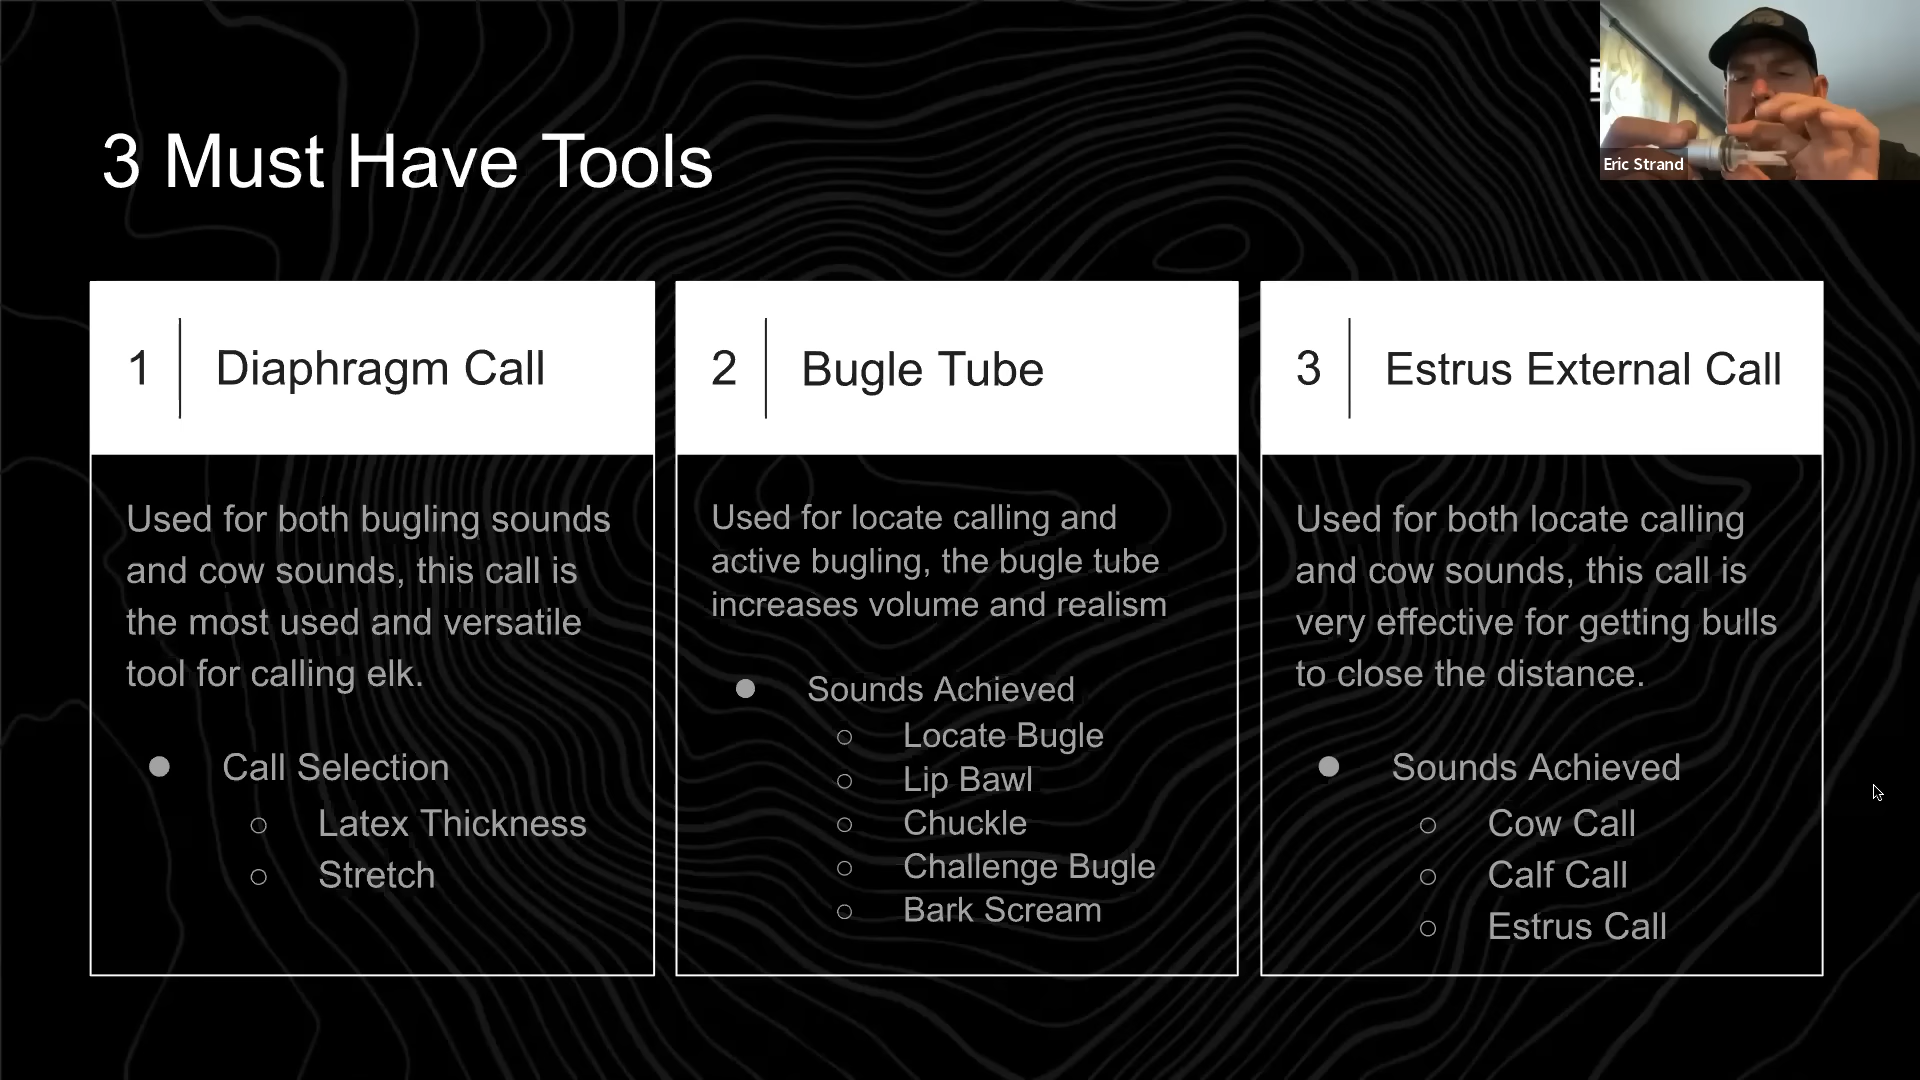 3 Must Have Tools
Eric Strand
1 Diaphragm Call
Used for both bugling sounds
and cow sounds, this call is
the most used and versatile
tool for calling elk.
● Call Selection
○ Latex Thickness
○ Stretch
2 Bugle Tube
Used for locate calling and
active bugling, the bugle tube
increases volume and realism
● Sounds Achieved
○ Locate Bugle
○ Lip Bawl
○ Chuckle
○ Challenge Bugle
○ Bark Scream
3 Estrus External Call
Used for both locate calling
and cow sounds, this call is
very effective for getting bulls
to close the distance.
● Sounds Achieved
○ Cow Call
○ Calf Call
○ Estrus Call